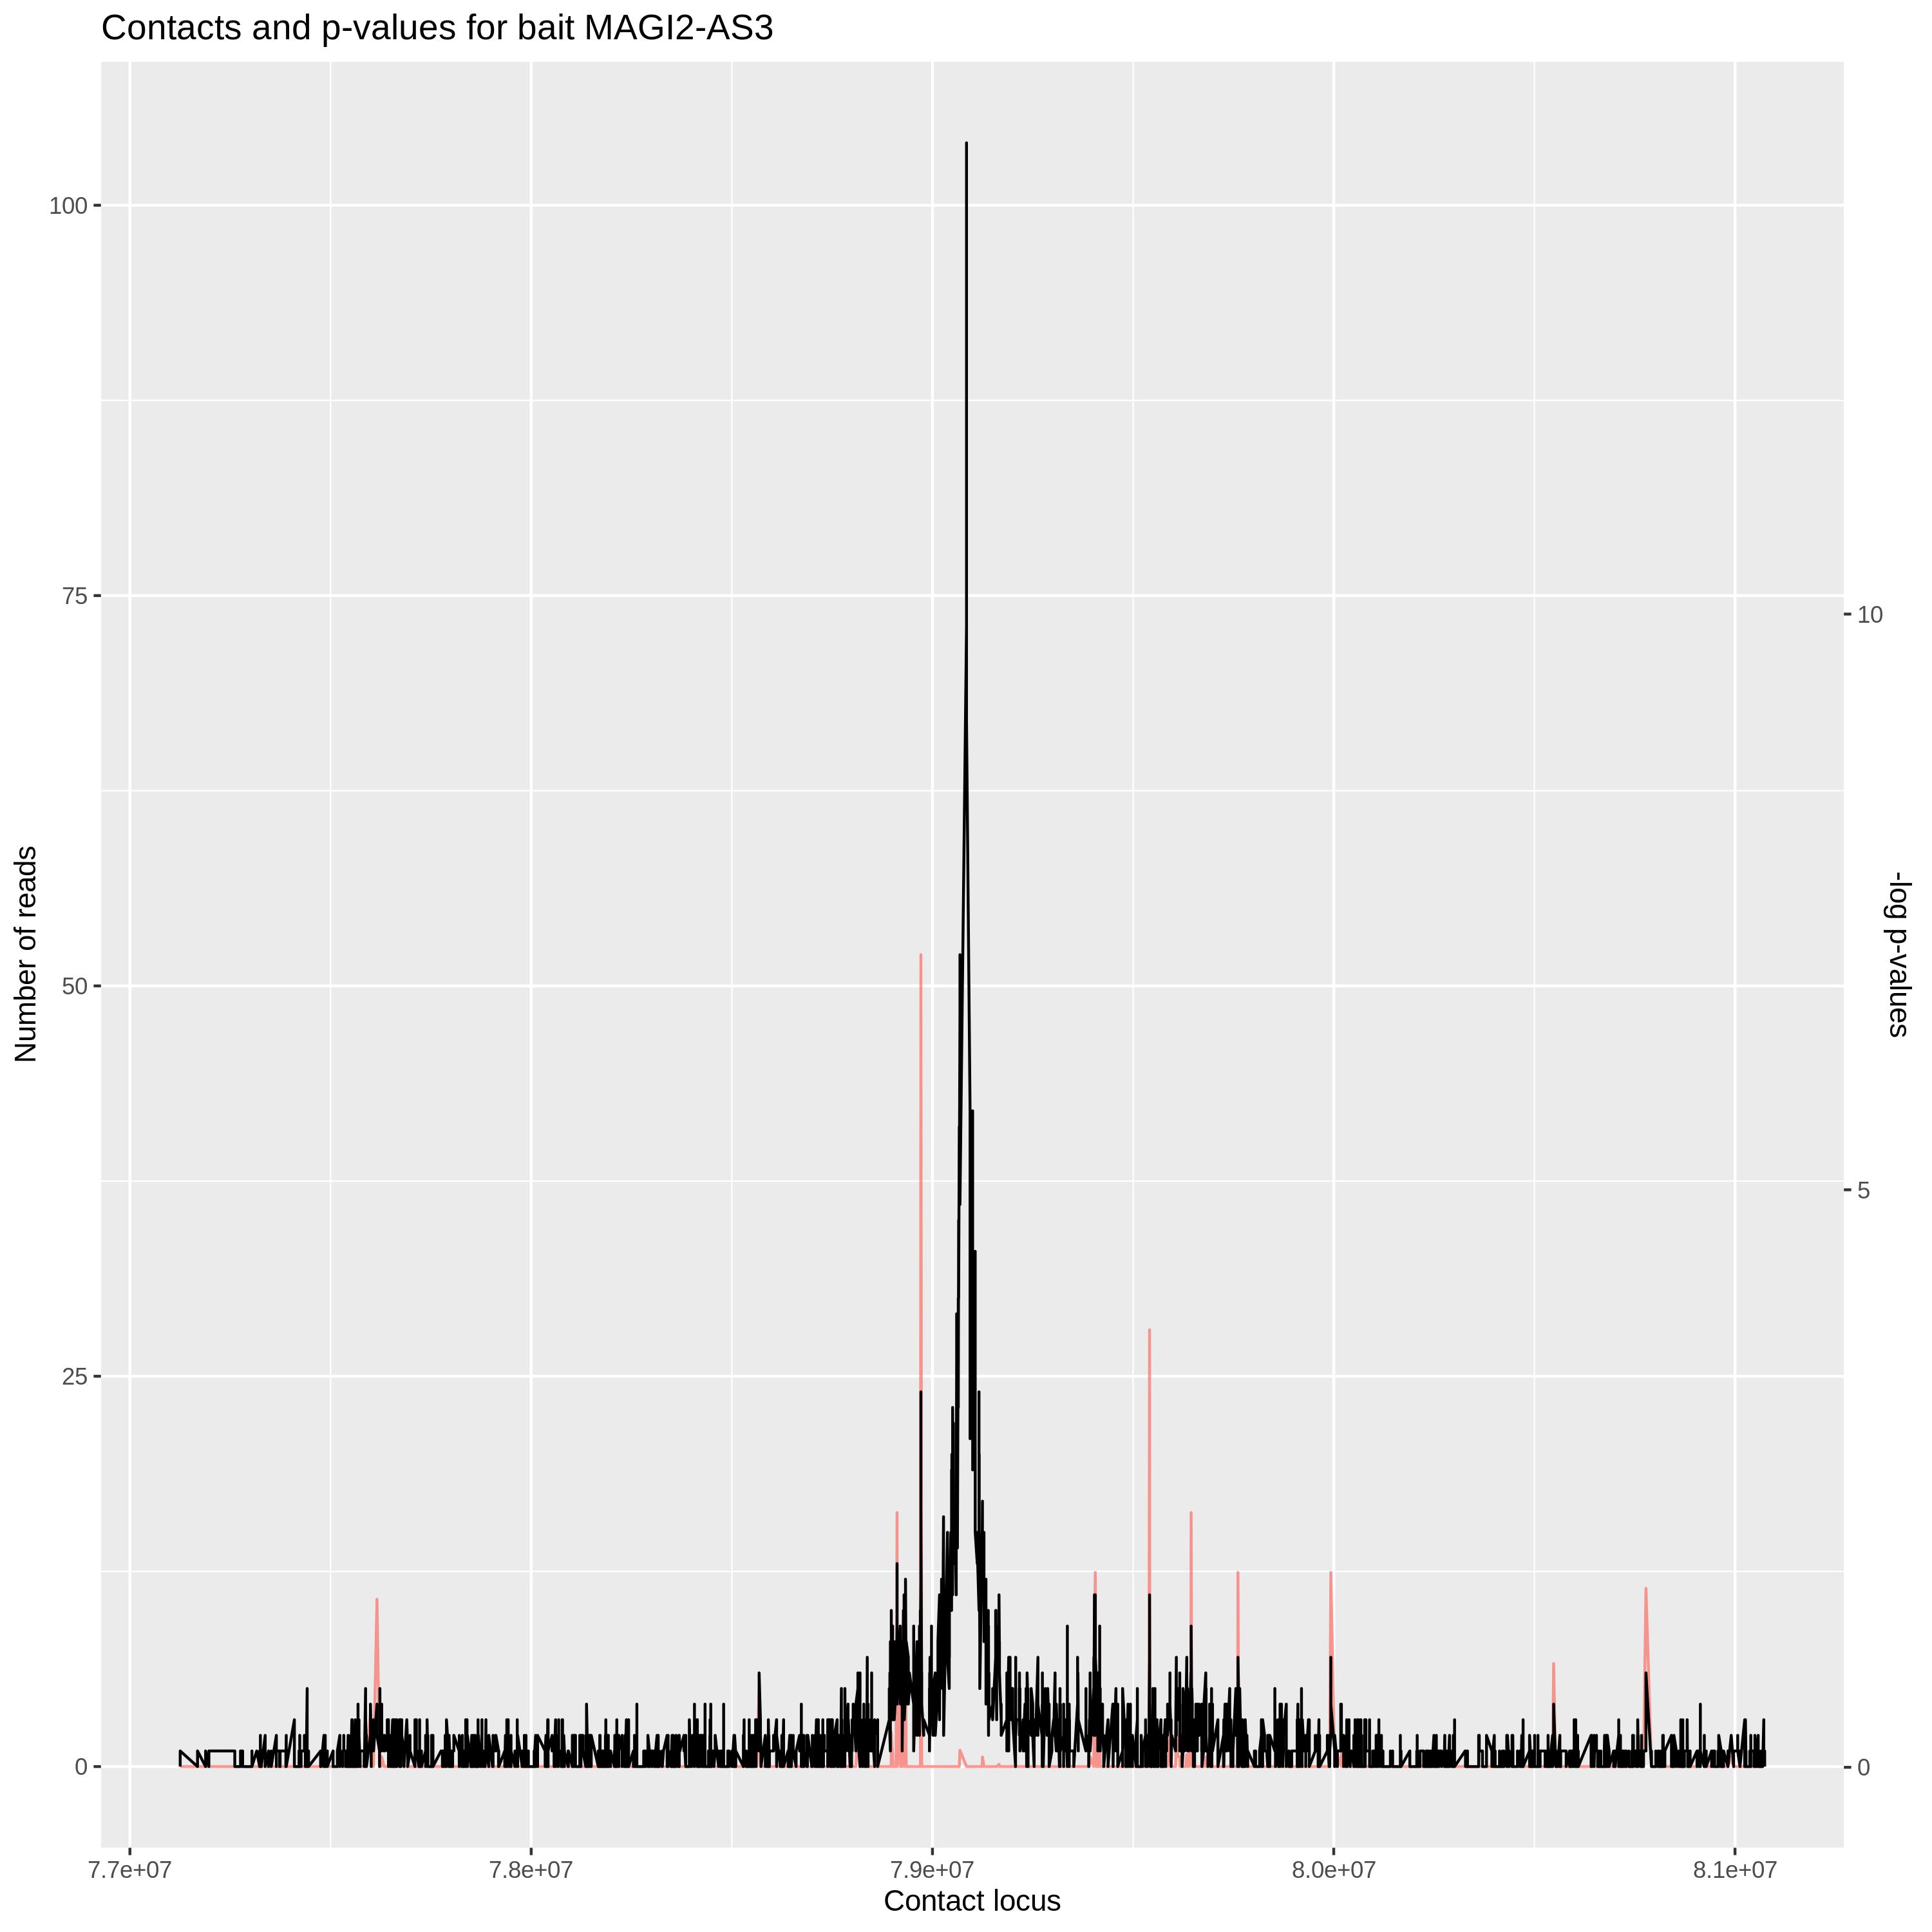 Contacts and p-values for bait MAGI2-AS3
100
75
50
25
0
Number of reads
10
5
0
-log p-values
7.7e+07 7.8e+07 7.9e+07 8.0e+07 8.1e+07
Contact locus